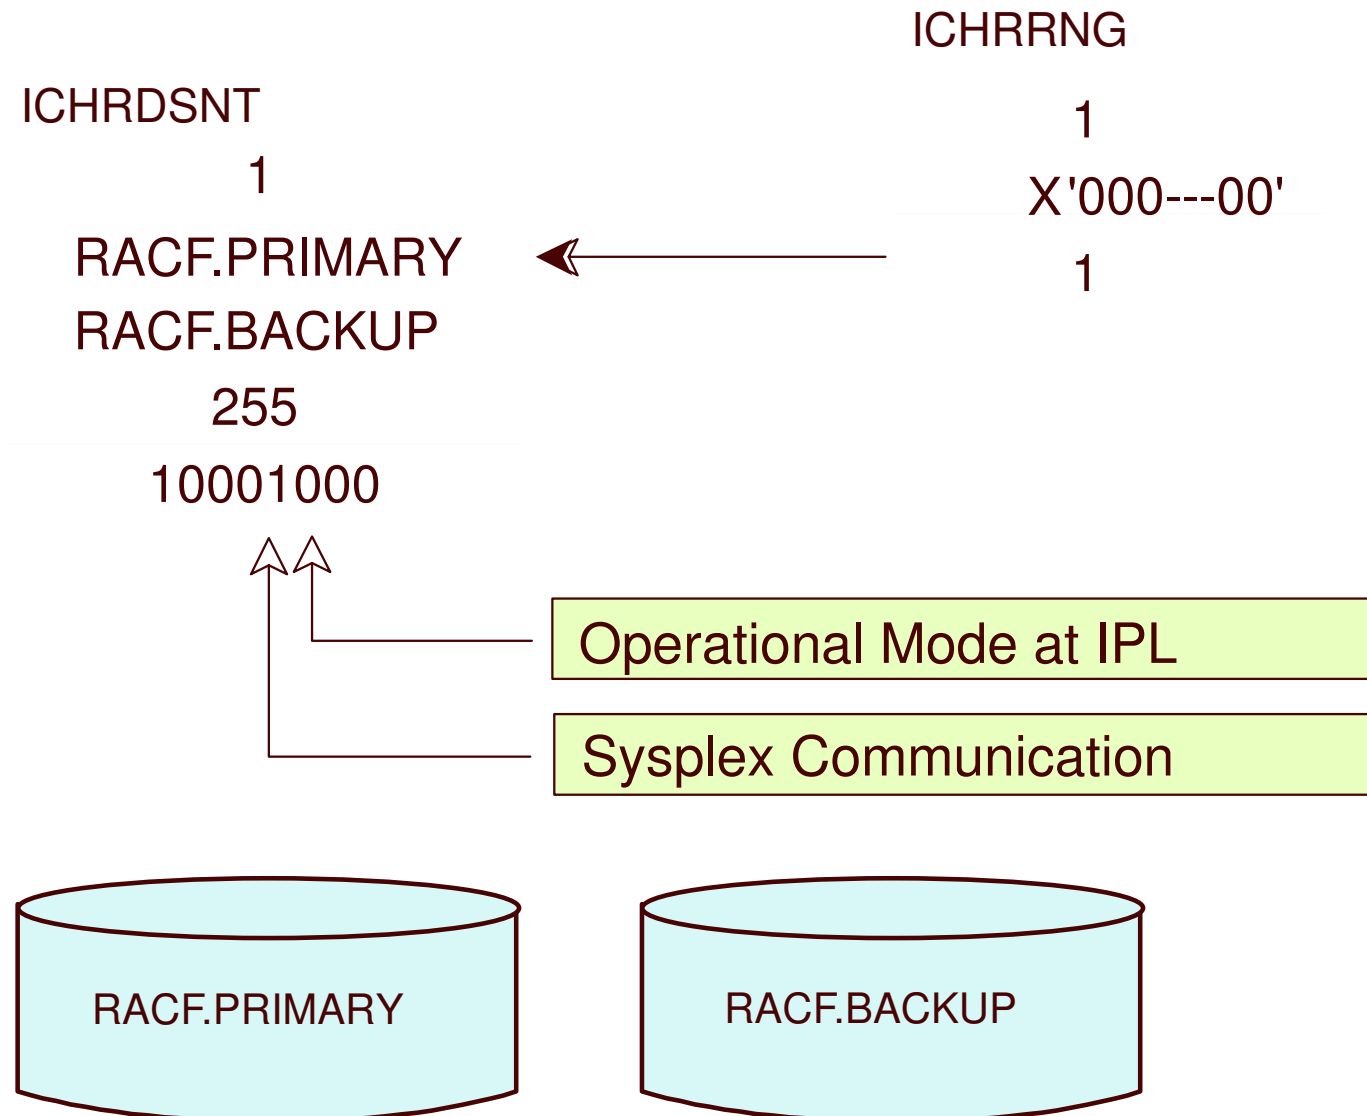 ICHRRNG
1
X'000---00'
1
ICHRDSNT
1
RACF.PRIMARY
RACF.BACKUP
255
10001000
Operational Mode at IPL
Sysplex Communication
RACF.PRIMARY
RACF.BACKUP